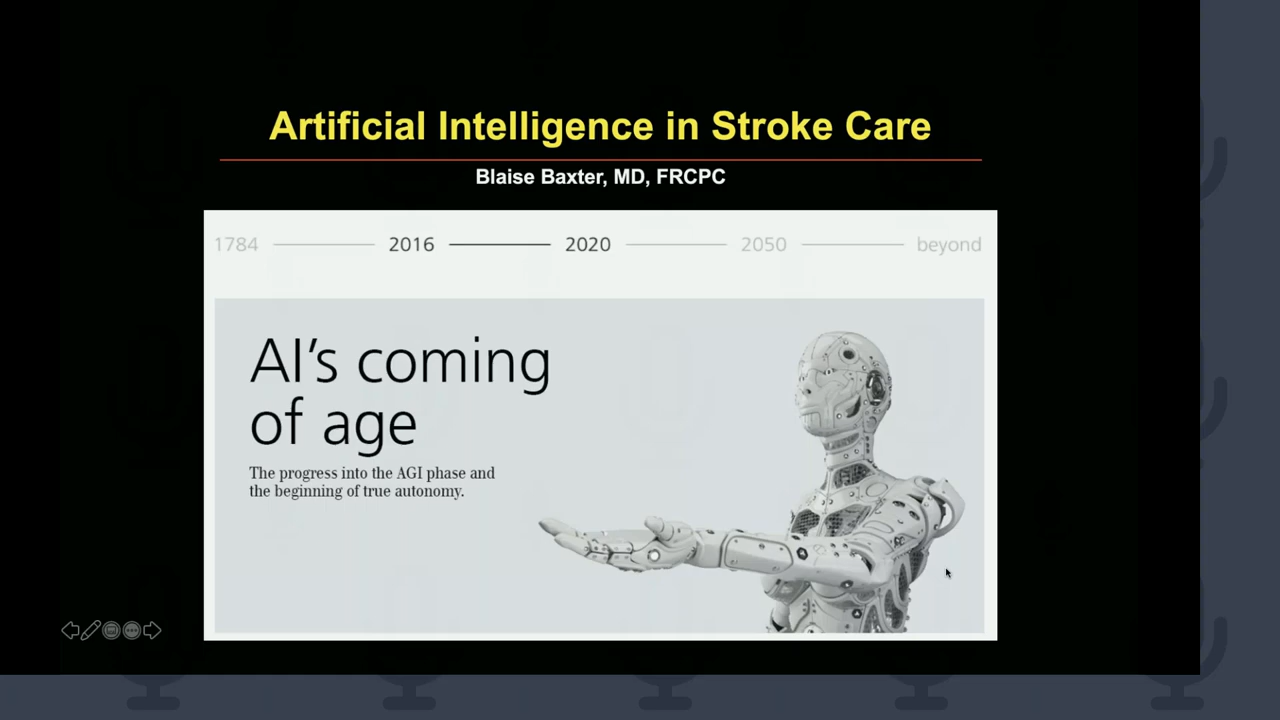 Artificial Intelligence in Stroke Care
Blaise Baxter, MD, FRCPC
1784 2016 2020 2050 beyond
AI’s coming
of age
The progress into the AGI phase and
the beginning of true autonomy.